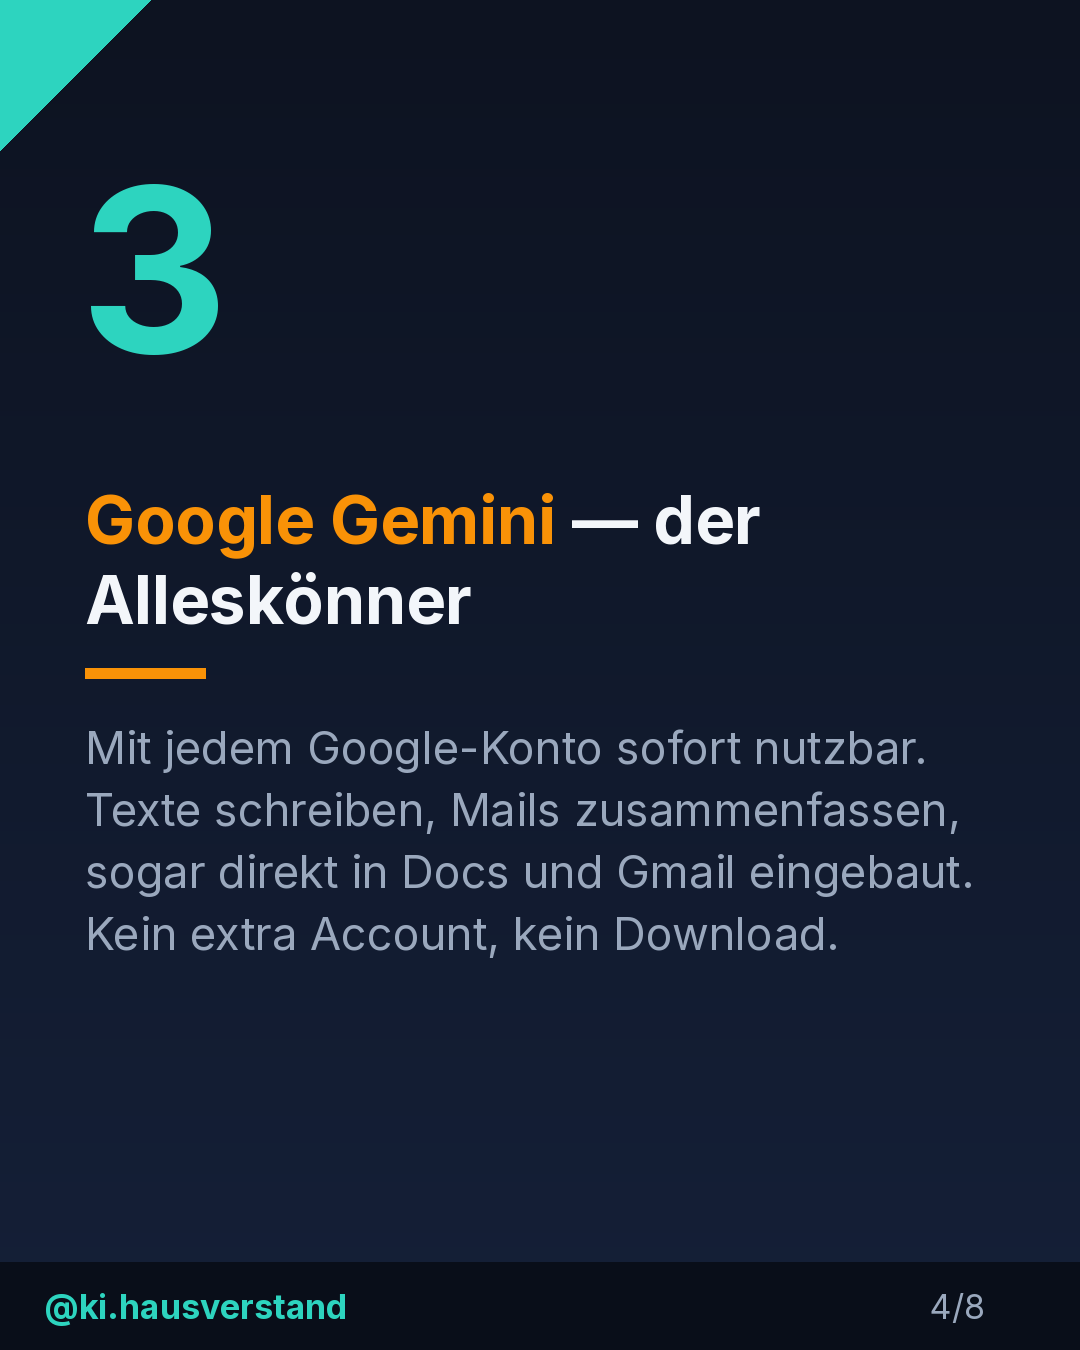 3
Google Gemini — der
Alleskönner
Mit jedem Google-Konto sofort nutzbar.
Texte schreiben, Mails zusammenfassen,
sogar direkt in Docs und Gmail eingebaut.
Kein extra Account, kein Download.
@ki.hausverstand
4/8